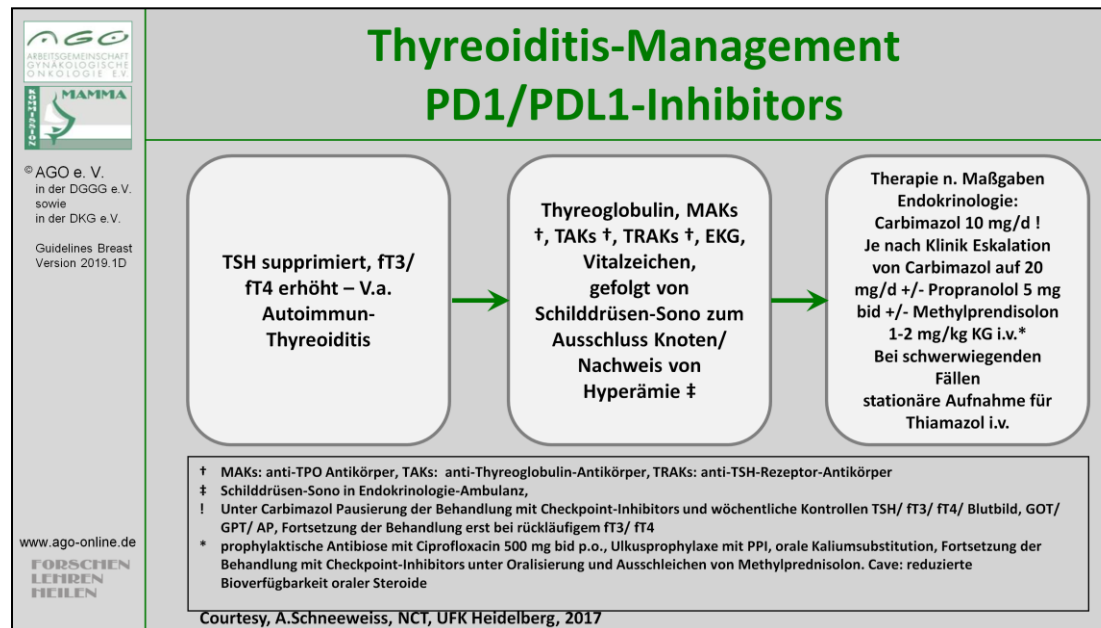 AGO
ARBEITSGEMEINSCHAFT
GYNÄKOLOGISCHE
ONKOLOGIE E.V.
KOMMISSION
MAMMA
© AGO e. V.
in der DGGG e.V.
sowie
in der DKG e.V.
Guidelines Breast
Version 2019.1D
www.ago-online.de
FORSCHEN
LEHREN
HEILEN
Thyreoiditis-Management
PD1/PDL1-Inhibitors
TSH supprimiert, fT3/
fT4 erhöht – V.a.
Autoimmun-
Thyreoiditis
Thyreoglobulin, MAKs
†, TAKs †, TRAKs †, EKG,
Vitalzeichen,
gefolgt von
Schilddrüsen-Sono zum
Ausschluss Knoten/
Nachweis von
Hyperämie ‡
Therapie n. Maßgaben
Endokrinologie:
Carbimazol 10 mg/d !
Je nach Klinik Eskalation
von Carbimazol auf 20
mg/d +/- Propranolol 5 mg
bid +/- Methylprendisolon
1-2 mg/kg KG i.v.*
Bei schwerwiegenden
Fällen
stationäre Aufnahme für
Thiamazol i.v.
† MAKs: anti-TPO Antikörper, TAKs: anti-Thyreoglobulin-Antikörper, TRAKs: anti-TSH-Rezeptor-Antikörper
‡ Schilddrüsen-Sono in Endokrinologie-Ambulanz,
! Unter Carbimazol Pausierung der Behandlung mit Checkpoint-Inhibitors und wöchentliche Kontrollen TSH/ fT3/ fT4/ Blutbild, GOT/
GPT/ AP, Fortsetzung der Behandlung erst bei rückläufigem fT3/ fT4
* prophylaktische Antibiose mit Ciprofloxacin 500 mg bid p.o., Ulkusprophylaxe mit PPI, orale Kaliumsubstitution, Fortsetzung der
Behandlung mit Checkpoint-Inhibitors unter Oralisierung und Ausschleichen von Methylprednisolon. Cave: reduzierte
Bioverfügbarkeit oraler Steroide
Courtesy, A.Schneeweiss, NCT, UFK Heidelberg, 2017